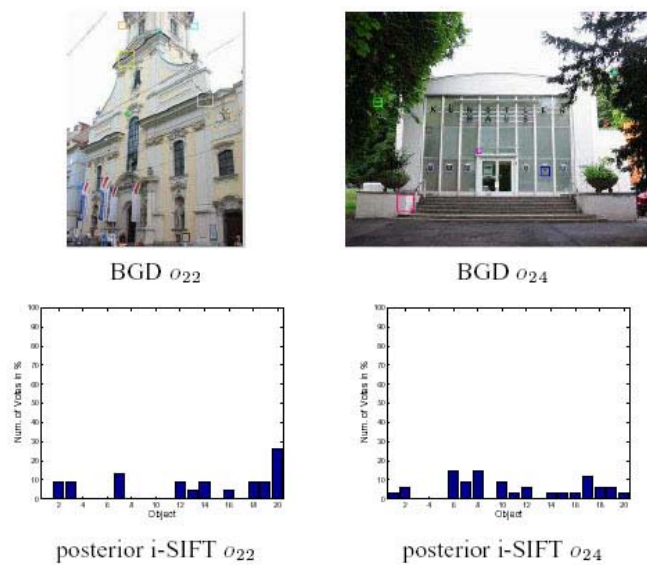 KÜNSTLER
HAUS
BGD o₂₂
BGD o₂₄
100
90
80
70
60
50
40
30
20
10
0
Num. of Votes in %
2 4 6 8 10 12 14 16 18 20
Object
100
90
80
70
60
50
40
30
20
10
0
Num. of Votes in %
2 4 6 8 10 12 14 16 18 20
Object
posterior i-SIFT o₂₂
posterior i-SIFT o₂₄